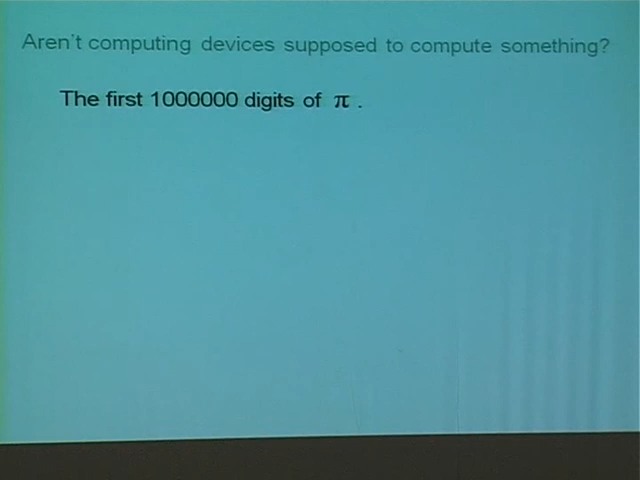 Aren't computing devices supposed to compute something?
The first 1000000 digits of π .